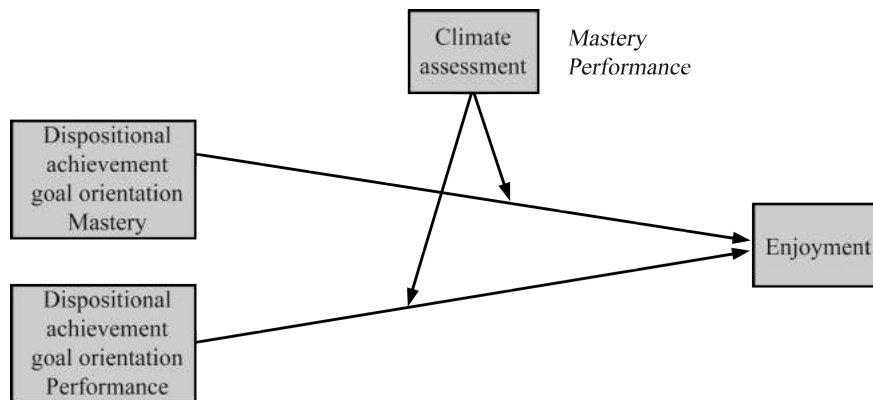 Climate
assessment
Mastery
Performance
Dispositional
achievement
goal orientation
Mastery
Dispositional
achievement
goal orientation
Performance
Enjoyment